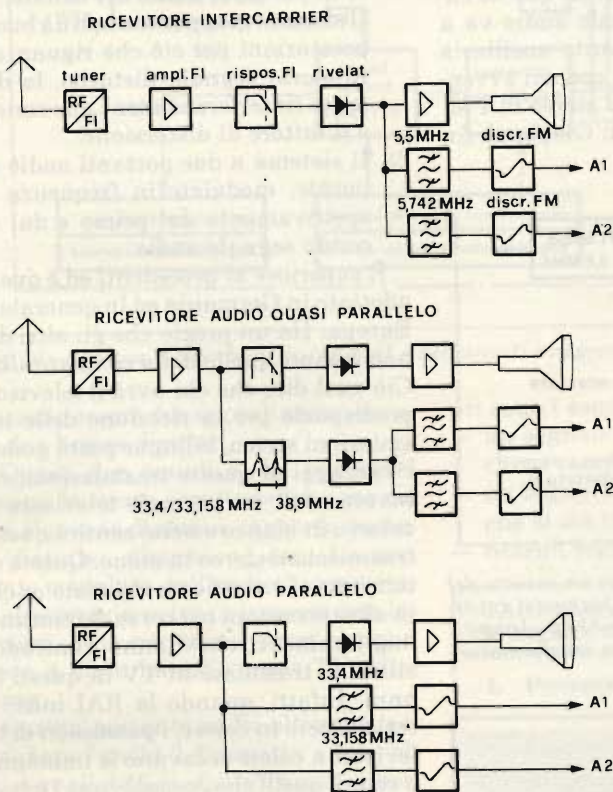 RICEVITORE INTERCARRIER
tuner ampl.FI rispos.FI rivelat.
RF
FI
5,5MHz discr.FM
A1
5,742MHz discr.FM
A2
RICEVITORE AUDIO QUASI PARALLELO
RF
FI
A1
A2
33,4/33,158MHz 38,9MHz
RICEVITORE AUDIO PARALLELO
RF
FI
33,4MHz
A1
33,158MHz
A2